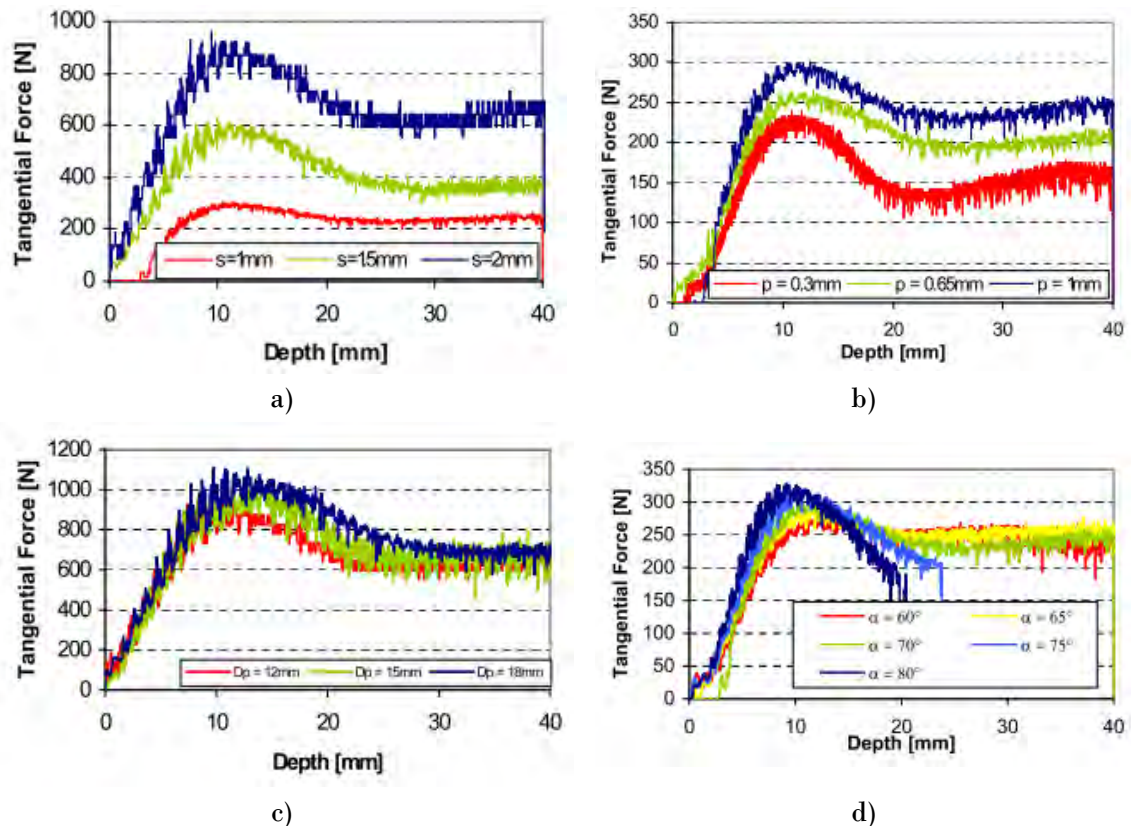 1000
800
600
400
200
0
0 10 20 30 40
Tangential Force [N]
Depth [mm]
s=1mm s=1.5mm s=2mm
a)
350
300
250
200
150
100
50
0
0 10 20 30 40
Tangential Force [N]
Depth [mm]
p = 0.3mm p = 0.65mm p = 1mm
b)
1200
1000
800
600
400
200
0
0 10 20 30 40
Tangential Force [N]
Depth [mm]
Dp = 12mm Dp = 15mm Dp = 18mm
c)
350
300
250
200
150
100
50
0
0 10 20 30 40
Tangential Force [N]
Depth [mm]
α = 60° α = 65°
α = 70° α = 75°
α = 80°
d)